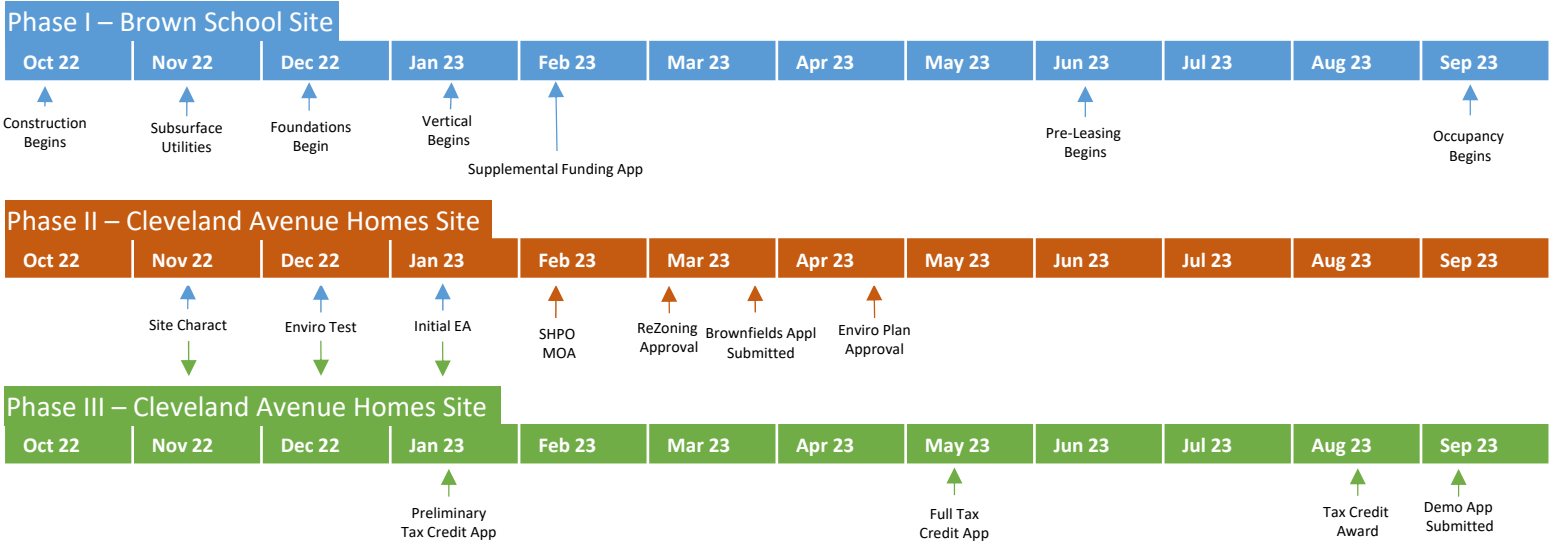 Phase I – Brown School Site
Oct 22 Nov 22 Dec 22 Jan 23 Feb 23 Mar 23 Apr 23 May 23 Jun 23 Jul 23 Aug 23 Sep 23
Construction
Begins
Subsurface
Utilities
Foundations
Begin
Vertical
Begins
Supplemental Funding App
Pre-Leasing
Begins
Occupancy
Begins
Phase II – Cleveland Avenue Homes Site
Oct 22 Nov 22 Dec 22 Jan 23 Feb 23 Mar 23 Apr 23 May 23 Jun 23 Jul 23 Aug 23 Sep 23
Site Charact
Enviro Test
Initial EA
SHPO
MOA
ReZoning
Approval
Brownfields Appl
Submitted
Enviro Plan
Approval
Phase III – Cleveland Avenue Homes Site
Oct 22 Nov 22 Dec 22 Jan 23 Feb 23 Mar 23 Apr 23 May 23 Jun 23 Jul 23 Aug 23 Sep 23
Preliminary
Tax Credit App
Full Tax
Credit App
Tax Credit
Award
Demo App
Submitted